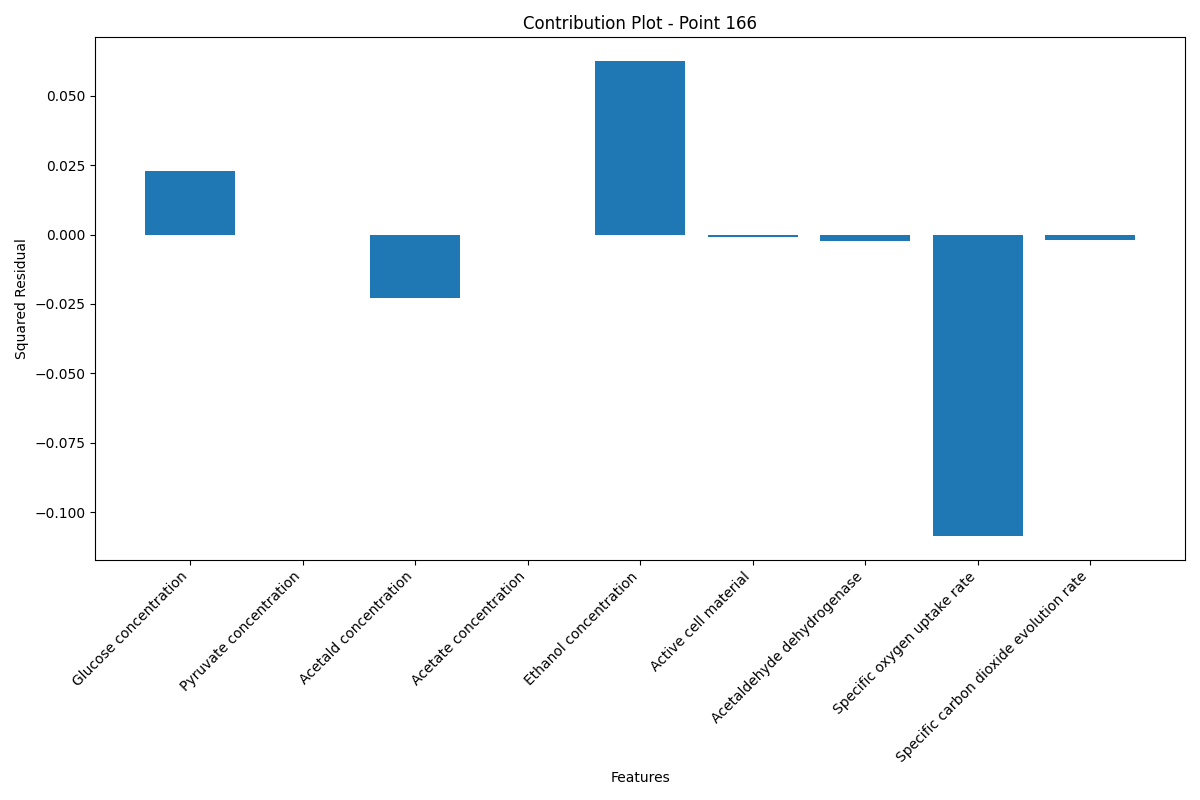 Contribution Plot - Point 166
Squared Residual
0.050
0.025
0.000
−0.025
−0.050
−0.075
−0.100
Glucose concentration
Pyruvate concentration
Acetald concentration
Acetate concentration
Ethanol concentration
Active cell material
Acetaldehyde dehydrogenase
Specific oxygen uptake rate
Specific carbon dioxide evolution rate
Features